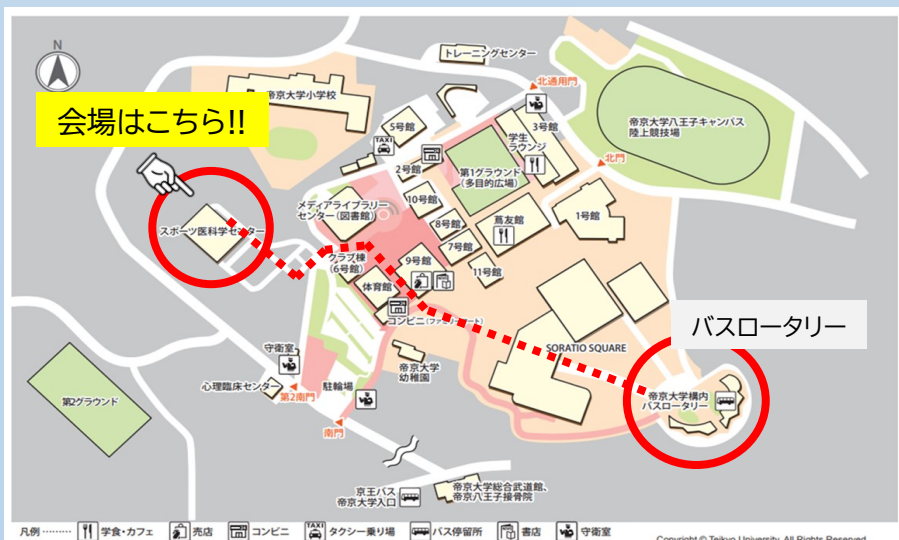 N
トレーニングセンター
北通用門
帝京大学小学校
会場はこちら!!
5号館
3号館
学生
ラウンジ
帝京大学八王子キャンパス
陸上競技場
TAXI
2号館
第1グラウンド
(多目的広場)
北門
メディアライブラリー
センター(図書館)
10号館
蔦友館
1号館
8号館
スポーツ医科学センター
7号館
クラブ棟
(6号館)
9号館
11号館
体育館
コンビニ
バスロータリー
SORATIO SQUARE
守衛室
帝京大学
幼稚園
心理臨床センター
駐輪場
第2南門
第2グラウンド
帝京大学構内
バスロータリー
南門
京王バス
帝京大学入口
帝京大学総合武道館、
帝京八王子接骨院
凡例 ……… 学食・カフェ 売店 コンビニ TAXI タクシー乗り場 バス停留所 書店 守衛室
Copyright © Teikyo University. All Rights Reserved